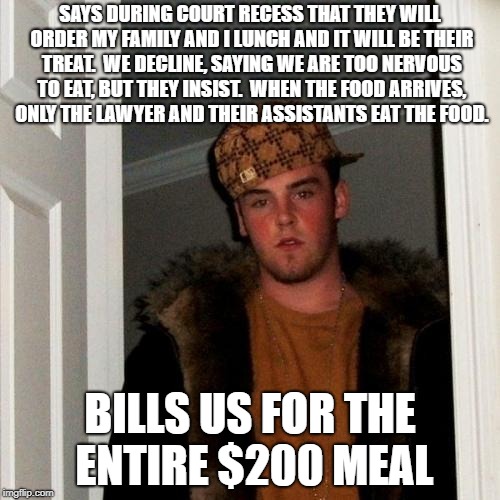 SAYS DURING COURT RECESS THAT THEY WILL
ORDER MY FAMILY AND I LUNCH AND IT WILL BE THEIR
TREAT. WE DECLINE, SAYING WE ARE TOO NERVOUS
TO EAT, BUT THEY INSIST. WHEN THE FOOD ARRIVES,
ONLY THE LAWYER AND THEIR ASSISTANTS EAT THE FOOD.
BILLS US FOR THE
ENTIRE $200 MEAL
imgflip.com